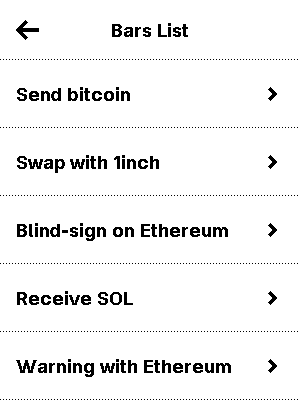 Bars List
Send bitcoin
Swap with 1inch
Blind-sign on Ethereum
Receive SOL
Warning with Ethereum